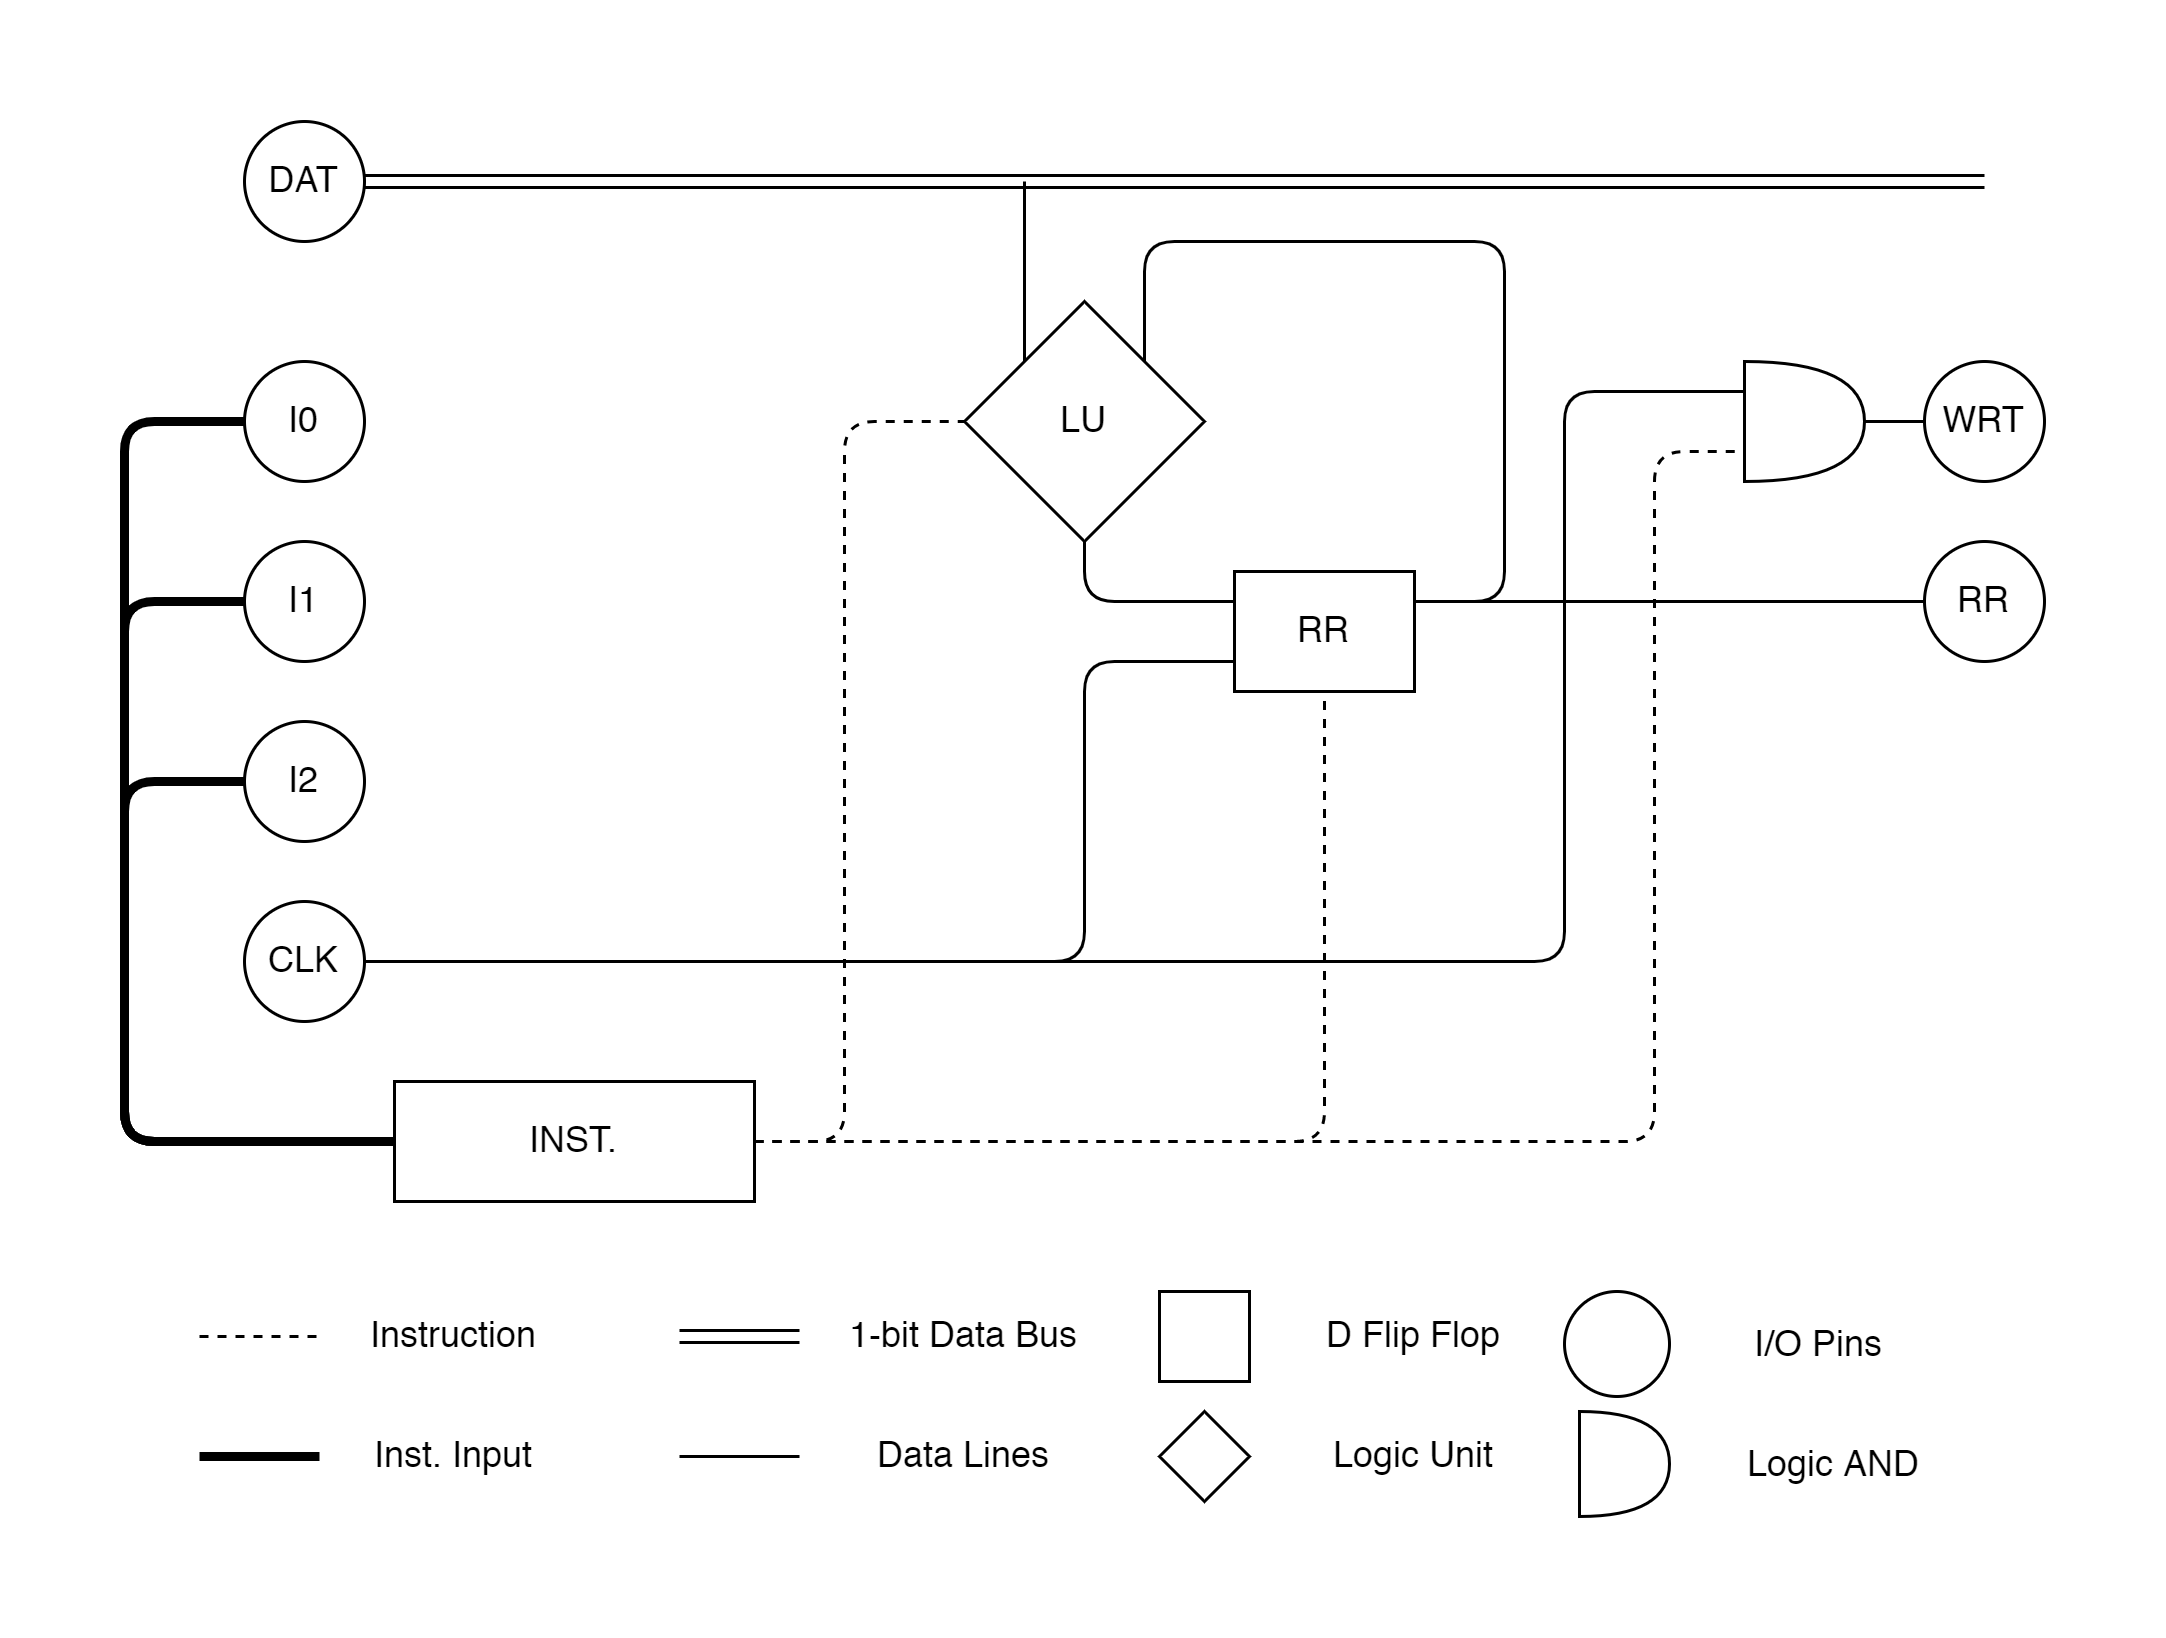 DAT
I0
LU
WRT
I1
RR
RR
I2
CLK
INST.
Instruction
1-bit Data Bus
D Flip Flop
I/O Pins
Inst. Input
Data Lines
Logic Unit
Logic AND